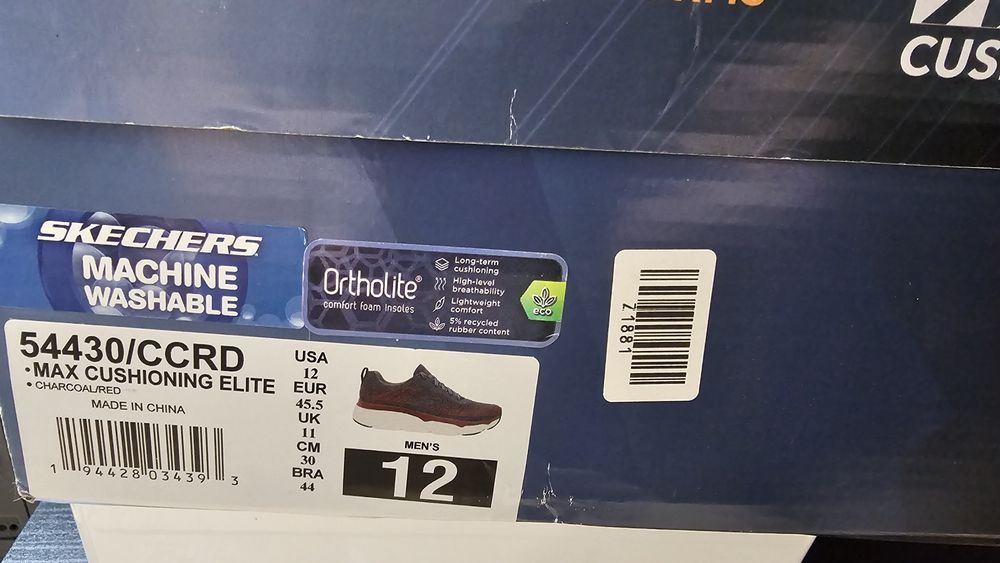 CUS
SKECHERS
MACHINE
WASHABLE
OrthoLite®
comfort foam insoles
Long-term
cushioning
High-level
breathability
Lightweight
comfort
5% recycled
rubber content
eco
Z1881
54430/CCRD
• MAX CUSHIONING ELITE
• CHARCOAL/RED
MADE IN CHINA
1 94428 03439 3
USA
12
EUR
45.5
UK
11
CM
30
BRA
44
MEN'S
12